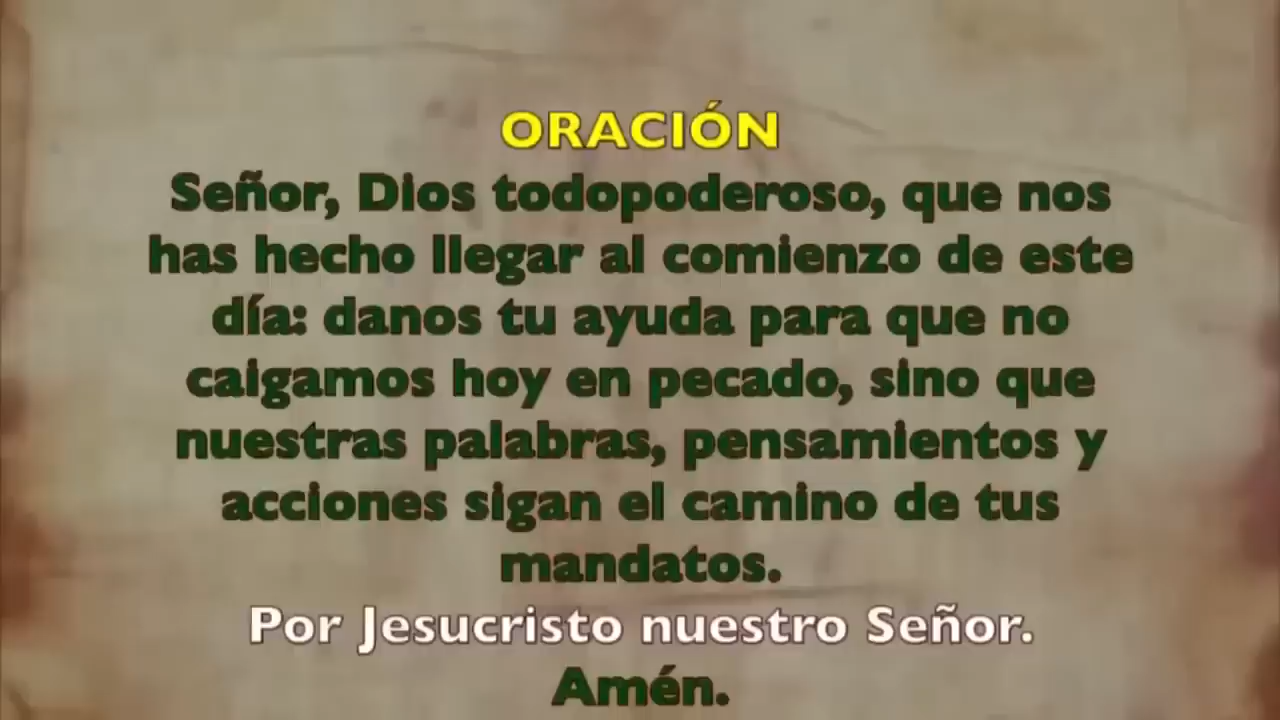 ORACIÓN
Señor, Dios todopoderoso, que nos
has hecho llegar al comienzo de este
día: danos tu ayuda para que no
caigamos hoy en pecado, sino que
nuestras palabras, pensamientos y
acciones sigan el camino de tus
mandatos.
Por Jesucristo nuestro Señor.
Amén.